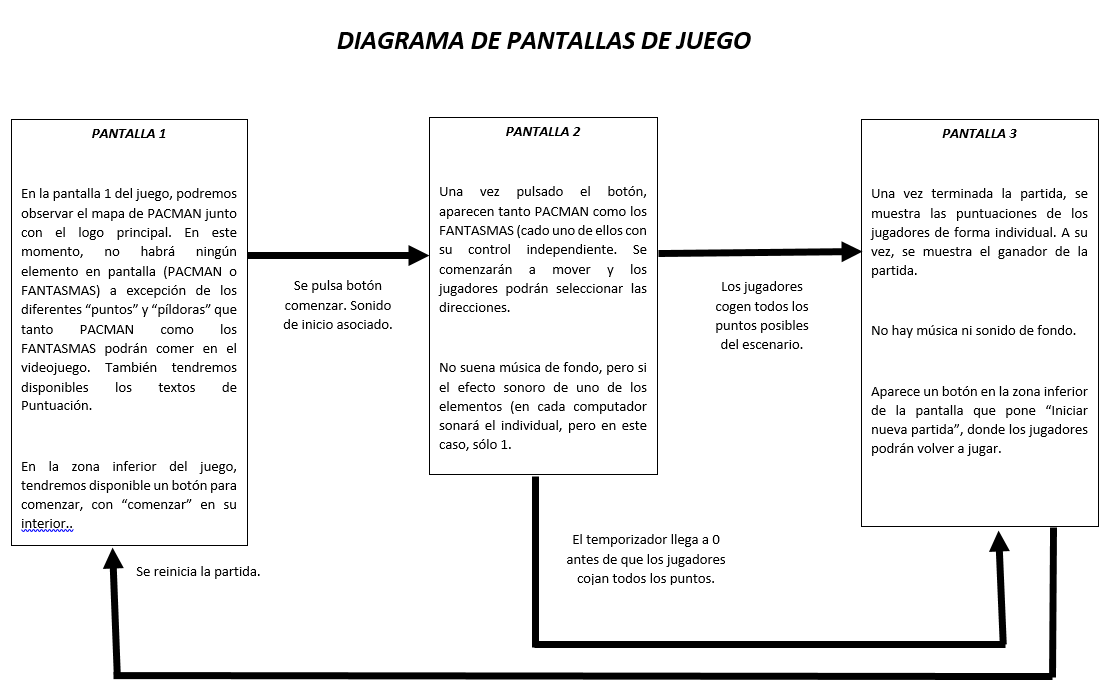 DIAGRAMA DE PANTALLAS DE JUEGO
PANTALLA 1
En la pantalla 1 del juego, podremos
observar el mapa de PACMAN junto
con el logo principal. En este
momento, no habrá ningún
elemento en pantalla (PACMAN o
FANTASMAS) a excepción de los
diferentes “puntos” y “píldoras” que
tanto PACMAN como los
FANTASMAS podrán comer en el
videojuego. También tendremos
disponibles los textos de
Puntuación.
En la zona inferior del juego,
tendremos disponible un botón para
comenzar, con “comenzar” en su
interior..
Se pulsa botón
comenzar. Sonido
de inicio asociado.
PANTALLA 2
Una vez pulsado el botón,
aparecen tanto PACMAN como los
FANTASMAS (cado uno de ellos con
su control independiente. Se
comenzarán a mover y los
jugadores podrán seleccionar las
direcciones.
No suena música de fondo, pero si
el efecto sonoro de uno de los
elementos (en cada computador
sonará el individual, pero en este
caso, sólo 1.
Los jugadores
cogen todos los
puntos posibles
del escenario.
PANTALLA 3
Una vez terminada la partida, se
muestra las puntuaciones de los
jugadores de forma individual. A su
vez, se muestra el ganador de la
partida.
No hay música ni sonido de fondo.
Aparece un botón en la zona inferior
de la pantalla que pone “Iniciar
nueva partida”, donde los jugadores
podrán volver a jugar.
El temporizador llega a 0
antes de que los jugadores
cojan todos los puntos.
Se reinicia la partida.